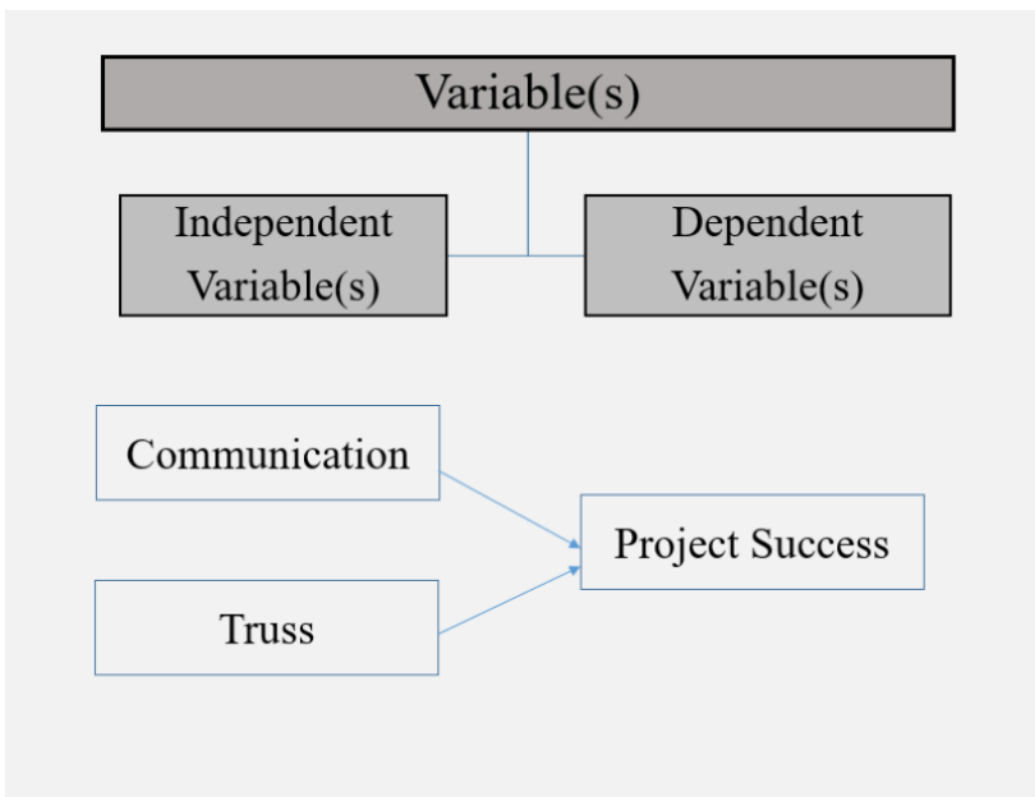 Variable(s)
Independent
Variable(s)
Dependent
Variable(s)
Communication
Project Success
Truss